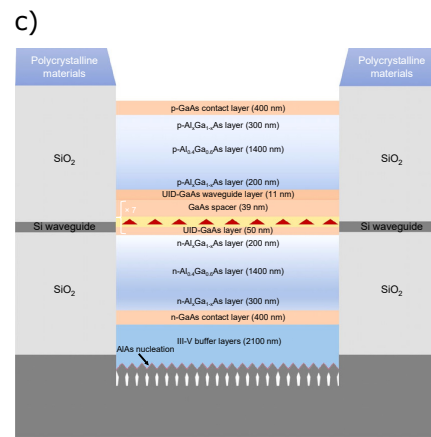 c)
Polycrystalline
materials
Polycrystalline
materials
p-GaAs contact layer (400 nm)
p-AlₓGa₁₋ₓAs layer (300 nm)
p-Al₀.₄Ga₀.₆As layer (1400 nm)
SiO₂
SiO₂
p-AlₓGa₁₋ₓAs layer (200 nm)
UID-GaAs waveguide layer (11 nm)
GaAs spacer (39 nm)
× 7
Si waveguide
Si waveguide
UID-GaAs layer (50 nm)
n-AlₓGa₁₋ₓAs layer (200 nm)
n-Al₀.₄Ga₀.₆As layer (1400 nm)
SiO₂
SiO₂
n-AlₓGa₁₋ₓAs layer (300 nm)
n-GaAs contact layer (400 nm)
III-V buffer layers (2100 nm)
AlAs nucleation